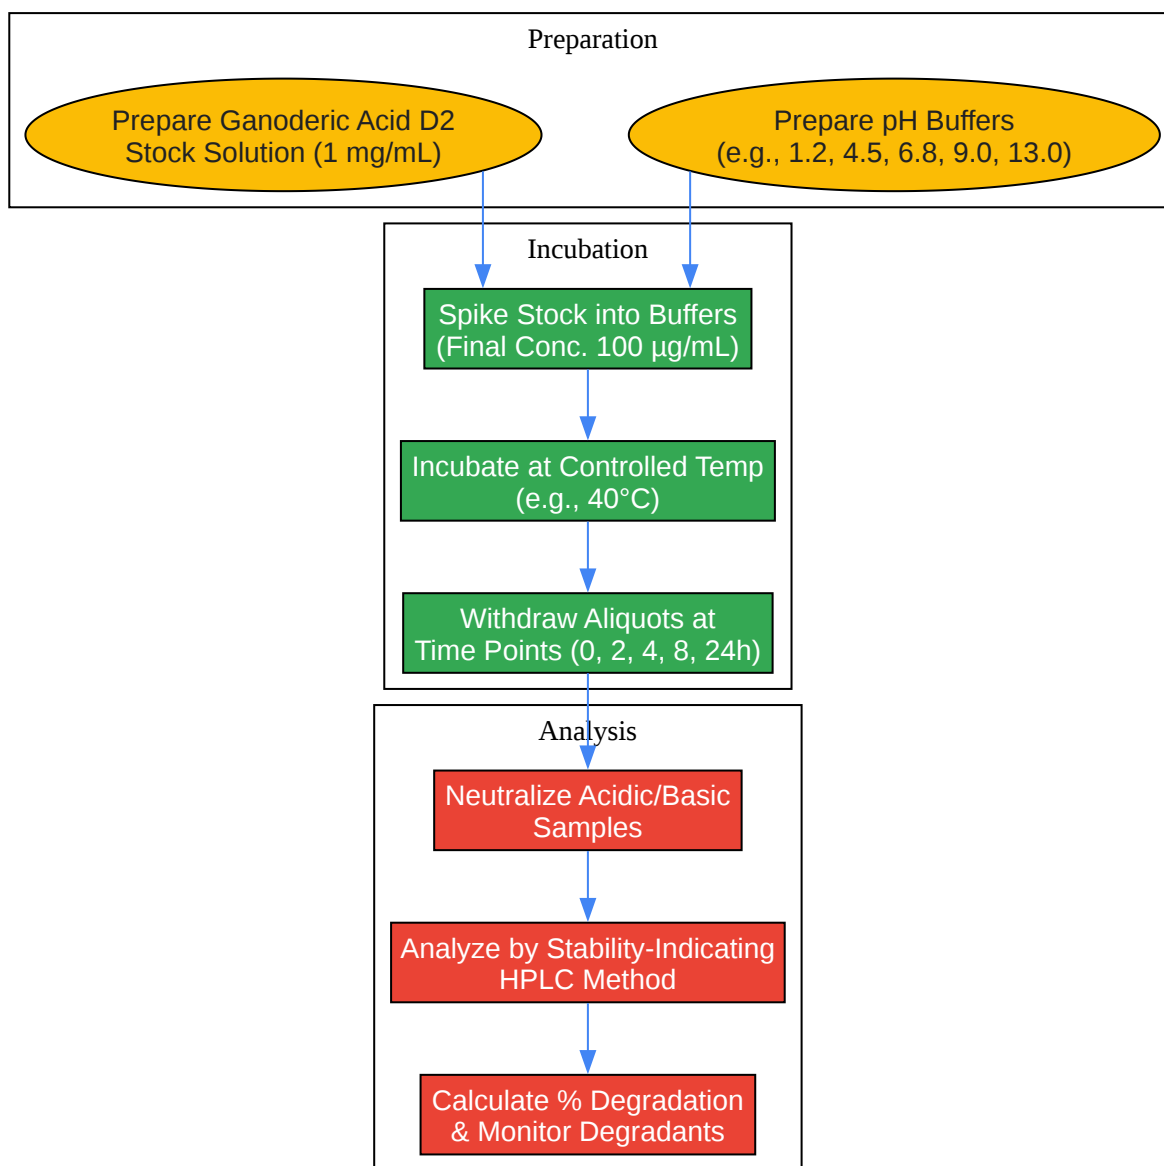 Preparation
Prepare Ganoderic Acid D2
Stock Solution (1 mg/mL)
Prepare pH Buffers
(e.g., 1.2, 4.5, 6.8, 9.0, 13.0)
Incubation
Spike Stock into Buffers
(Final Conc. 100 µg/mL)
Incubate at Controlled Temp
(e.g., 40°C)
Withdraw Aliquots at
Time Points (0, 2, 4, 8, 24h)
Analysis
Neutralize Acidic/Basic
Samples
Analyze by Stability-Indicating
HPLC Method
Calculate % Degradation
& Monitor Degradants